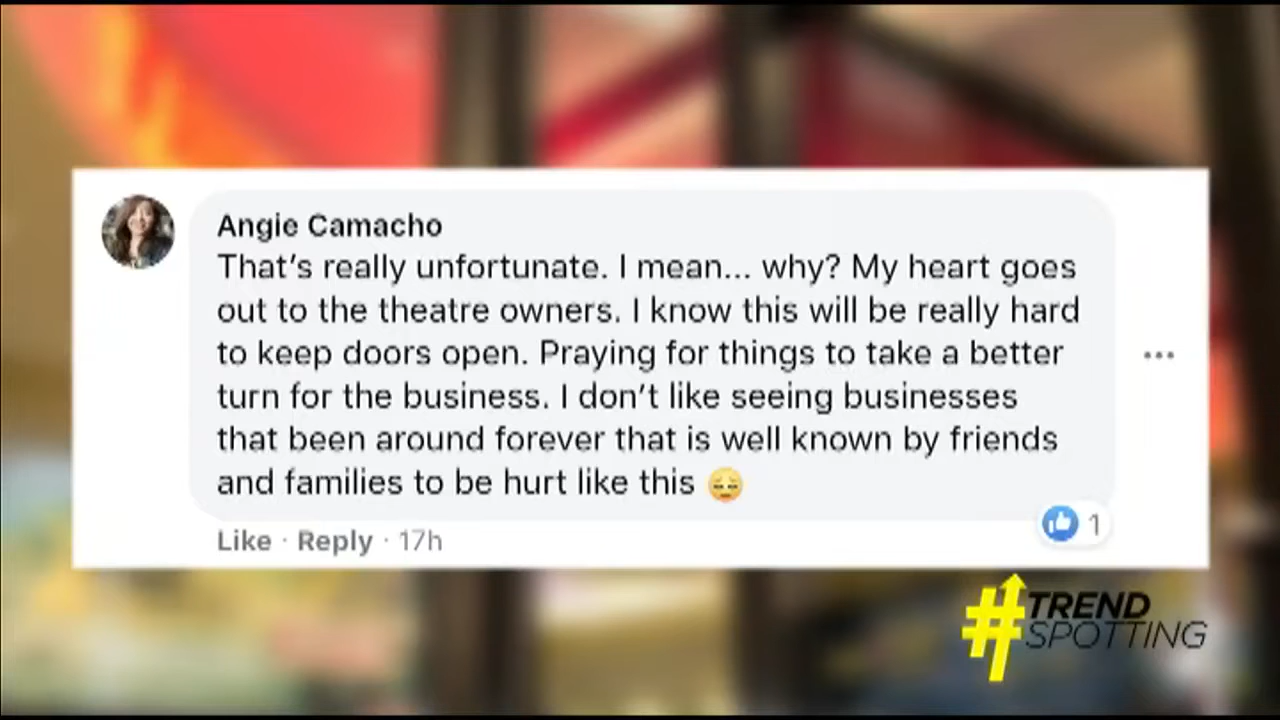 Angie Camacho
That's really unfortunate. I mean... why? My heart goes
out to the theatre owners. I know this will be really hard
to keep doors open. Praying for things to take a better
turn for the business. I don't like seeing businesses
that been around forever that is well known by friends
and families to be hurt like this 😔
Like · Reply · 17h
1
#TREND
SPOTTING